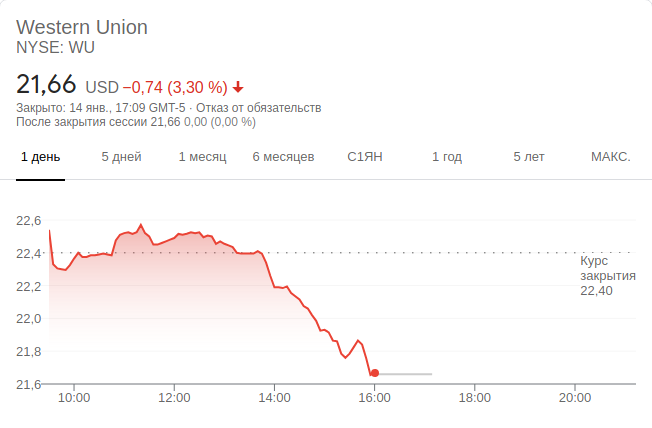 Western Union
NYSE: WU
21,66 USD −0,74 (3,30 %)
Закрыто: 14 янв., 17:09 GMT-5 · Отказ от обязательств
После закрытия сессии 21,66 0,00 (0,00 %)
1 день 5 дней 1 месяц 6 месяцев С1ЯН 1 год 5 лет МАКС.
22,6
22,4
Курс
закрытия
22,40
22,2
22,0
21,8
21,6
10:00 12:00 14:00 16:00 18:00 20:00